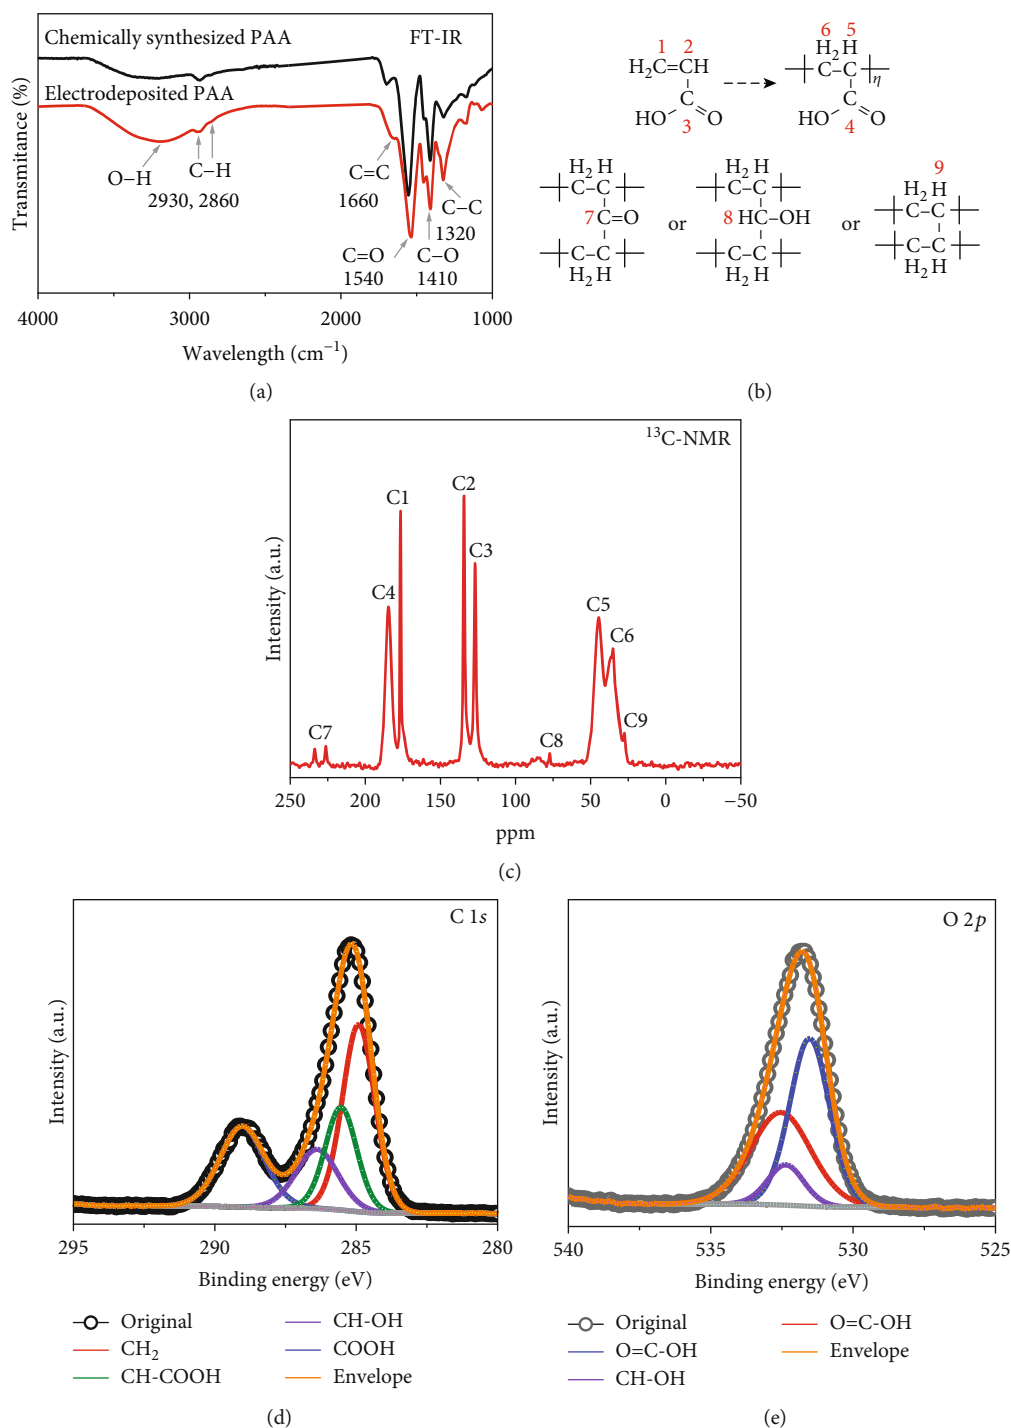 Chemically synthesized PAA
FT-IR
Electrodeposited PAA
O–H
C–H
2930, 2860
C=C
1660
C=O
1540
C–O
1410
C–C
1320
Transmitance (%)
4000 3000 2000 1000
Wavelength (cm⁻¹)
(a)
1 2
H₂C=CH
HO O
3
6 5
H₂ H
C–C
η
C
HO O
4
H₂ H
C–C
7 C=O
C–C
H₂ H
or
H₂ H
C–C
8 HC–OH
C–C
H₂ H
or
9
H₂ H
C–C
C–C
H₂ H
(b)
¹³C-NMR
C7
C4
C1
C2
C3
C8
C5
C6
C9
Intensity (a.u.)
250 200 150 100 50 0 −50
ppm
(c)
C 1s
Intensity (a.u.)
295 290 285 280
Binding energy (eV)
Original
CH₂
CH-COOH
CH-OH
COOH
Envelope
(d)
O 2p
Intensity (a.u.)
540 535 530 525
Binding energy (eV)
Original
O=C-OH
CH-OH
O=C-OH
Envelope
(e)